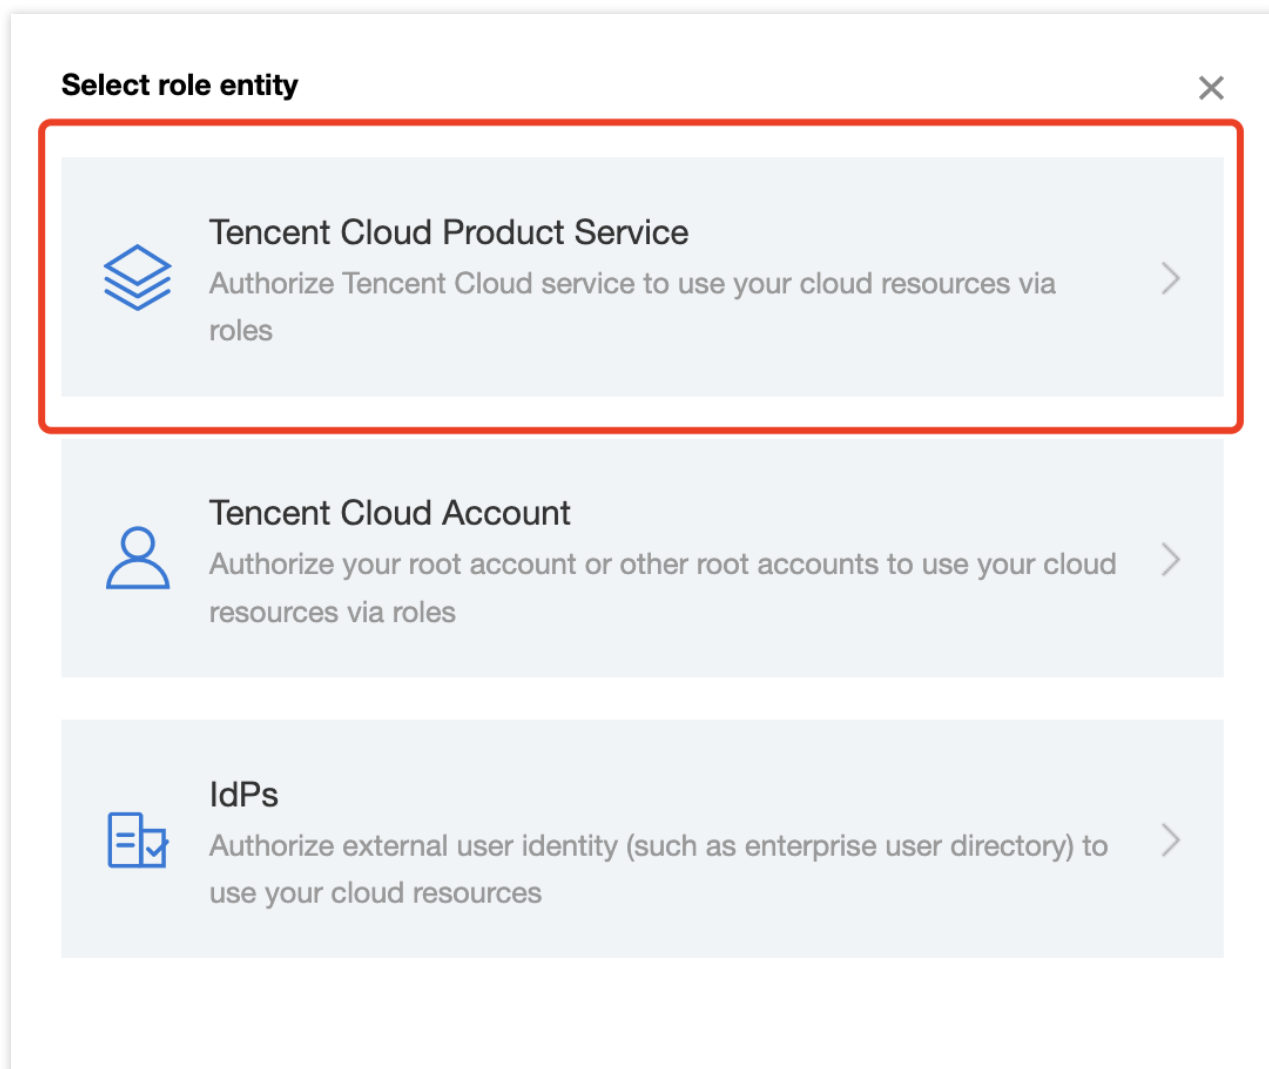 Select role entity
Tencent Cloud Product Service
Authorize Tencent Cloud service to use your cloud resources via
roles
Tencent Cloud Account
Authorize your root account or other root accounts to use your cloud
resources via roles
IdPs
Authorize external user identity (such as enterprise user directory) to
use your cloud resources